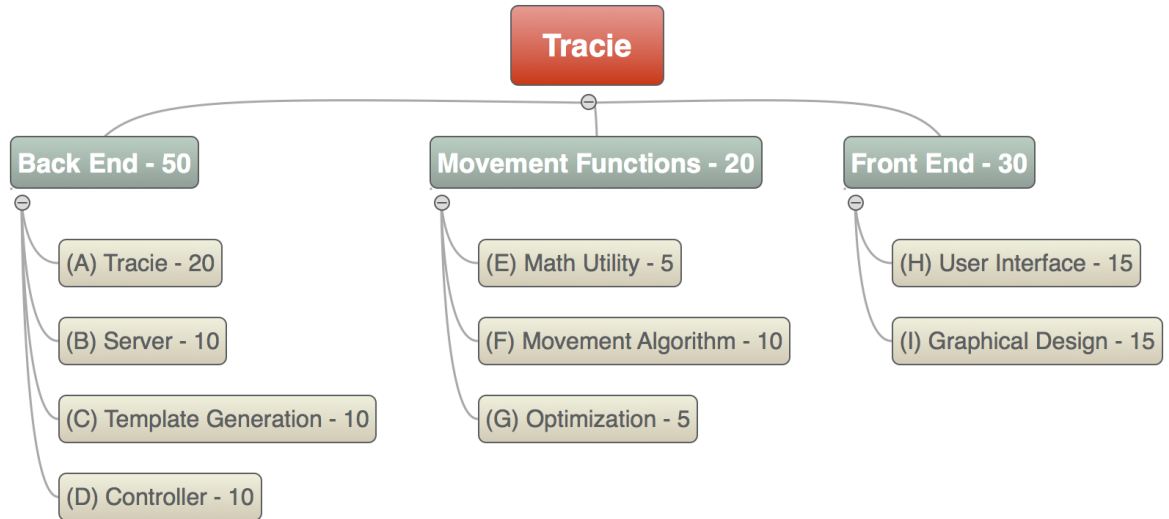 Tracie
Back End - 50
Movement Functions - 20
Front End - 30
(A) Tracie - 20
(B) Server - 10
(C) Template Generation - 10
(D) Controller - 10
(E) Math Utility - 5
(F) Movement Algorithm - 10
(G) Optimization - 5
(H) User Interface - 15
(I) Graphical Design - 15